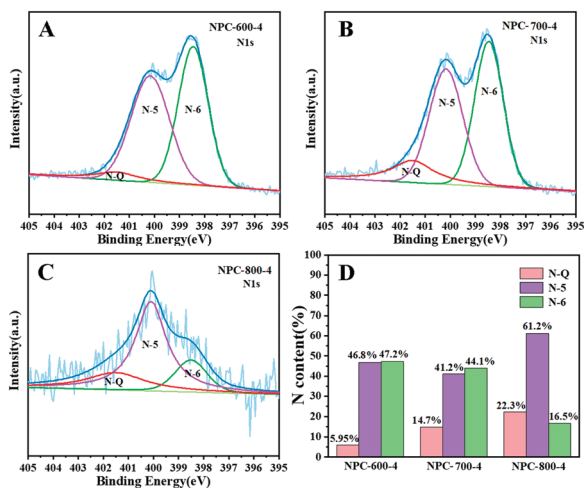 A
NPC-600-4
N1s
N-5
N-6
N-Q
Intensity(a.u.)
405 404 403 402 401 400 399 398 397 396 395
Binding Energy(eV)
B
NPC-700-4
N1s
N-5
N-6
N-Q
Intensity(a.u.)
405 404 403 402 401 400 399 398 397 396 395
Binding Energy(eV)
C
NPC-800-4
N1s
N-5
N-6
N-Q
Intensity(a.u.)
405 404 403 402 401 400 399 398 397 396 395
Binding Energy(eV)
D
N-Q
N-5
N-6
N content(%)
100
90
80
70
60
50
40
30
20
10
0
5.95%
46.8%
47.2%
14.7%
41.2%
44.1%
22.3%
61.2%
16.5%
NPC-600-4 NPC-700-4 NPC-800-4